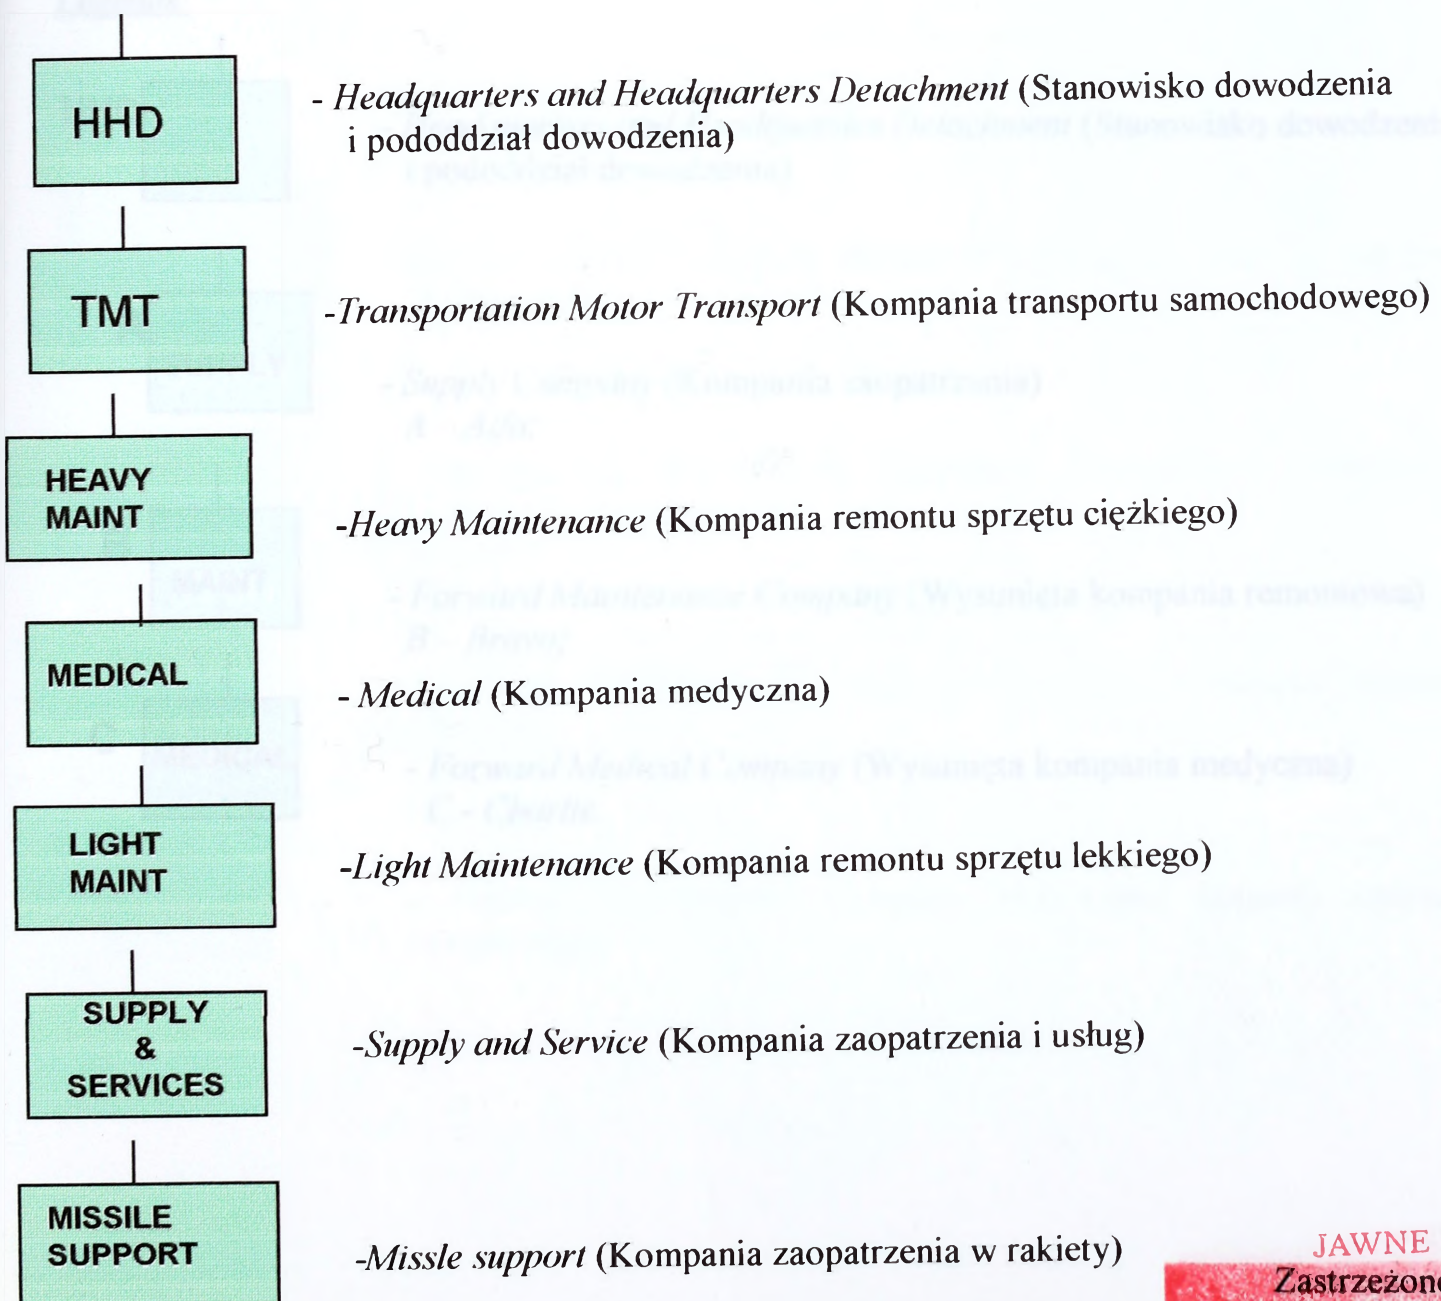 HHD
- Headquarters and Headquarters Detachment (Stanowisko dowodzenia
i pododdział dowodzenia)
TMT
-Transportation Motor Transport (Kompania transportu samochodowego)
HEAVY
MAINT
-Heavy Maintenance (Kompania remontu sprzętu ciężkiego)
MEDICAL
- Medical (Kompania medyczna)
LIGHT
MAINT
-Light Maintenance (Kompania remontu sprzętu lekkiego)
SUPPLY
&
SERVICES
-Supply and Service (Kompania zaopatrzenia i usług)
MISSILE
SUPPORT
-Missle support (Kompania zaopatrzenia w rakiety)
JAWNE